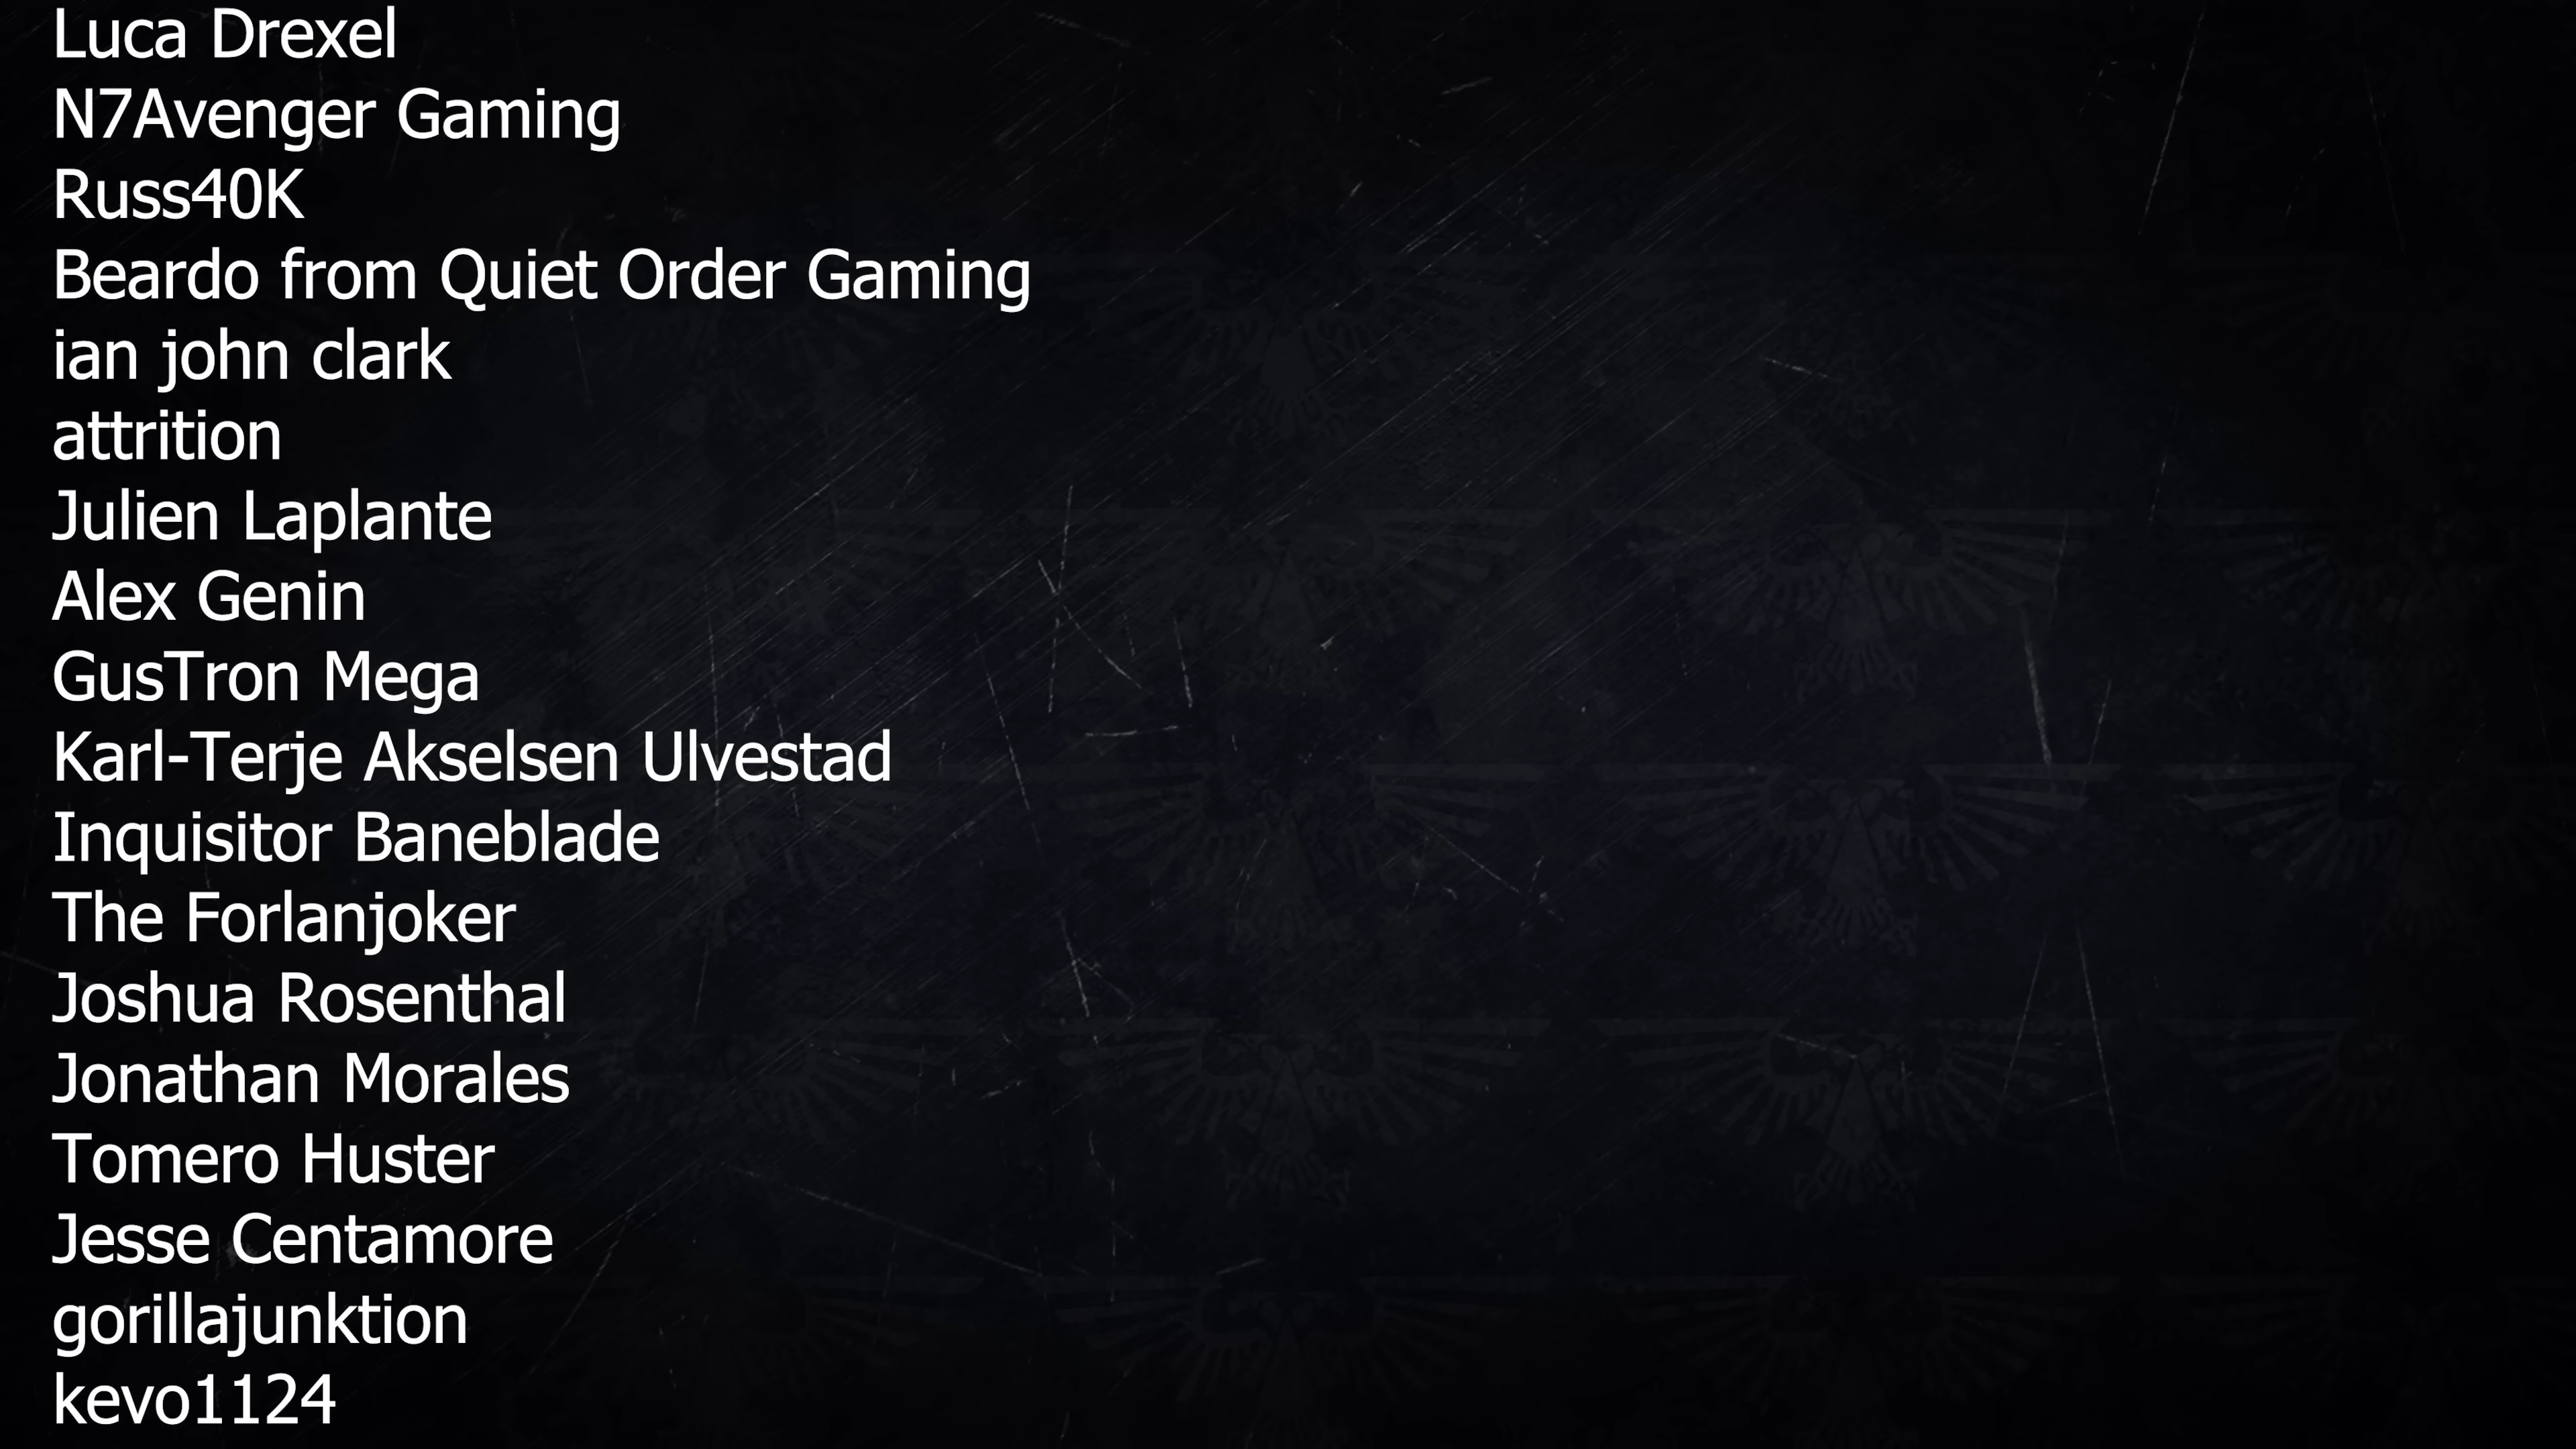 Luca Drexel
N7Avenger Gaming
Russ40K
Beardo from Quiet Order Gaming
ian john clark
attrition
Julien Laplante
Alex Genin
GusTron Mega
Karl-Terje Akselsen Ulvestad
Inquisitor Baneblade
The Forlanjoker
Joshua Rosenthal
Jonathan Morales
Tomero Huster
Jesse Centamore
gorillajunktion
kevo1124